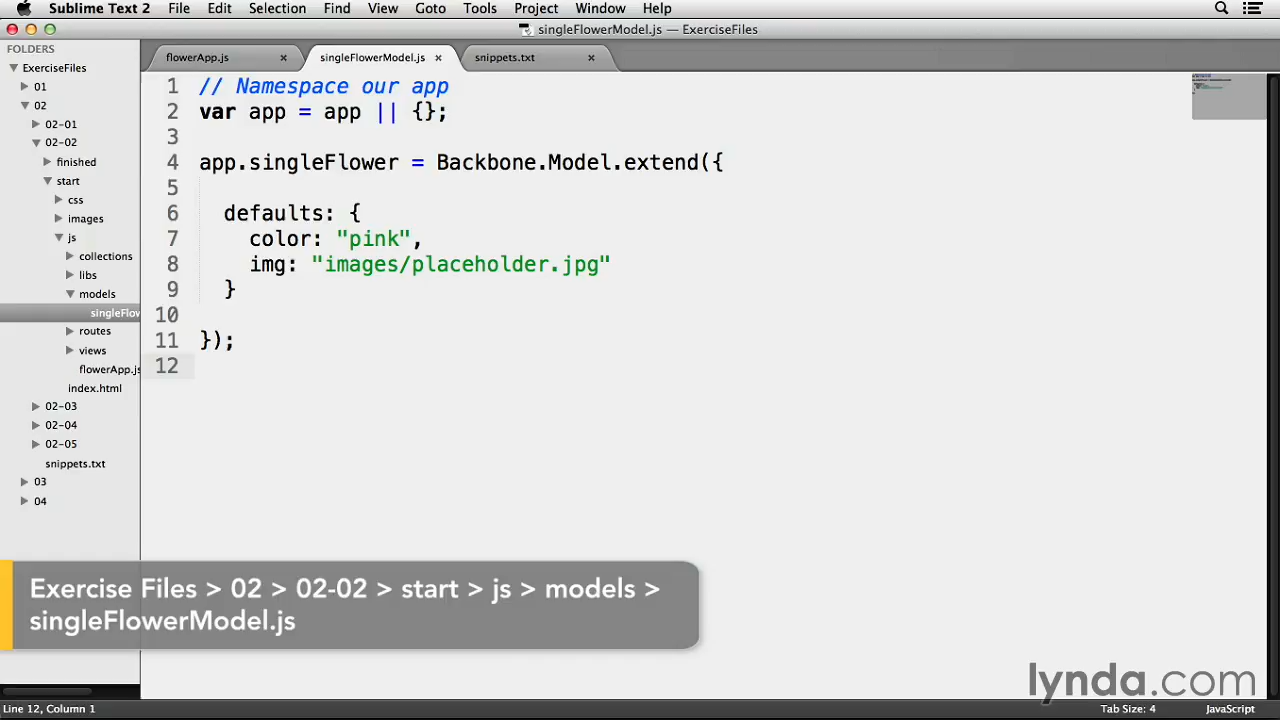 Sublime Text 2 File Edit Selection Find View Goto Tools Project Window Help
singleFlowerModel.js — ExerciseFiles
FOLDERS
ExerciseFiles
01
02
02-01
02-02
finished
start
css
images
js
collections
libs
models
singleFlow
routes
views
flowerApp.js
index.html
02-03
02-04
02-05
snippets.txt
03
04
flowerApp.js × singleFlowerModel.js × snippets.txt ×
1 // Namespace our app
2 var app = app || {};
3
4 app.singleFlower = Backbone.Model.extend({
5
6 defaults: {
7 color: "pink",
8 img: "images/placeholder.jpg"
9 }
10
11 });
12
Exercise Files > 02 > 02-02 > start > js > models >
singleFlowerModel.js
lynda.com
Line 12, Column 1 Tab Size: 4 JavaScript